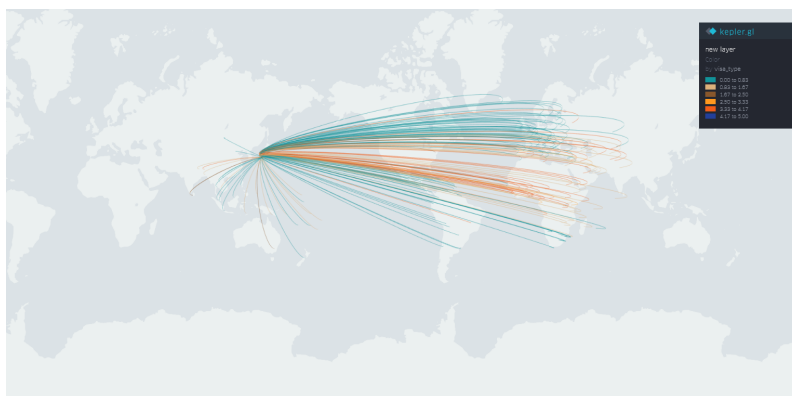 kepler.gl
new layer
Color
by visa_type
0.00 to 0.83
0.83 to 1.67
1.67 to 2.50
2.50 to 3.33
3.33 to 4.17
4.17 to 5.00